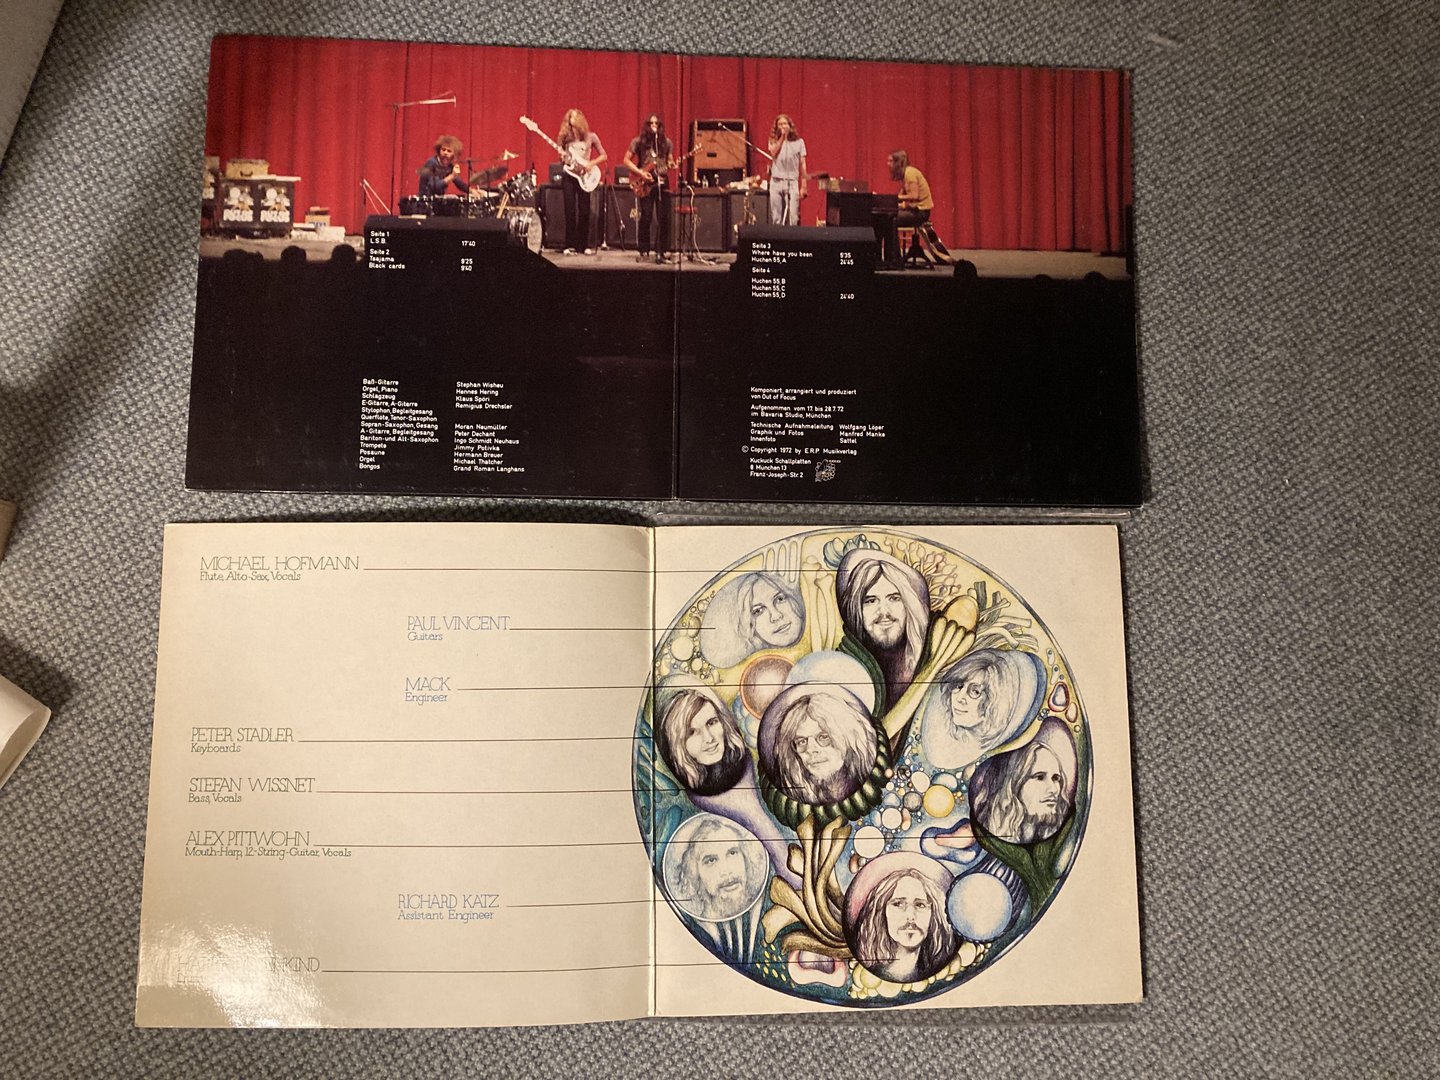 PYLOS PYLOS
Seite 1
L.S.B. 17'40
Seite 2
Tsajama 9'25
Black cards 9'40
Seite 3
Where have you been 5'35
Huchen 55, A 24'45
Seite 4
Huchen 55, B
Huchen 55, C
Huchen 55, D 24'40
Baß-Gitarre Stephan Wisheu
Orgel, Piano Hennes Hering
Schlagzeug Klaus Spöri
E-Gitarre, A-Gitarre Remigius Drechsler
Stylophon, Begleitgesang
Querflöte, Tenor-Saxophon
Sopran-Saxophon, Gesang Moran Neumüller
A-Gitarre, Begleitgesang Peter Dechant
Bariton-und Alt-Saxophon Ingo Schmidt Neuhaus
Trompete Jimmy Polivka
Posaune Hermann Breuer
Orgel Michael Thatcher
Bongos Grand Roman Langhans
Komponiert, arrangiert und produziert
von Out of Focus
Aufgenommen vom 17. bis 28.7.72
im Bavaria Studio, München
Technische Aufnahmeleitung Wolfgang Löper
Graphik und Fotos Manfred Manke
Innenfoto Sattel
© Copyright 1972 by E.R.P. Musikverlag
Kuckuck Schallplatten
8 München 13
Franz-Joseph-Str. 2
MICHAEL HOFMANN
Flute, Alto-Sax, Vocals
PAUL VINCENT
Guitars
MACK
Engineer
PETER STADLER
Keyboards
STEFAN WISSNET
Bass, Vocals
ALEX PITTWOHN
Mouth-Harp, 12-String-Guitar, Vocals
RICHARD KATZ
Assistant Engineer